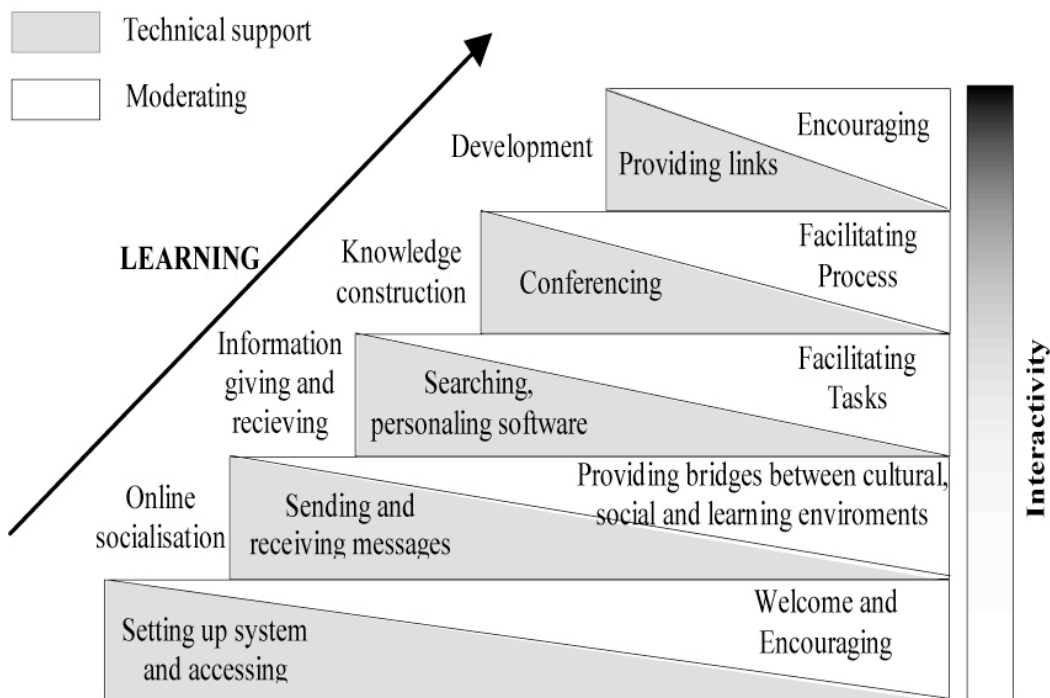 Technical support
Moderating
LEARNING
Interactivity
Development
Providing links
Encouraging
Knowledge
construction
Conferencing
Facilitating
Process
Information
giving and
recieving
Searching,
personaling software
Facilitating
Tasks
Online
socialisation
Sending and
receiving messages
Providing bridges between cultural,
social and learning enviroments
Setting up system
and accessing
Welcome and
Encouraging